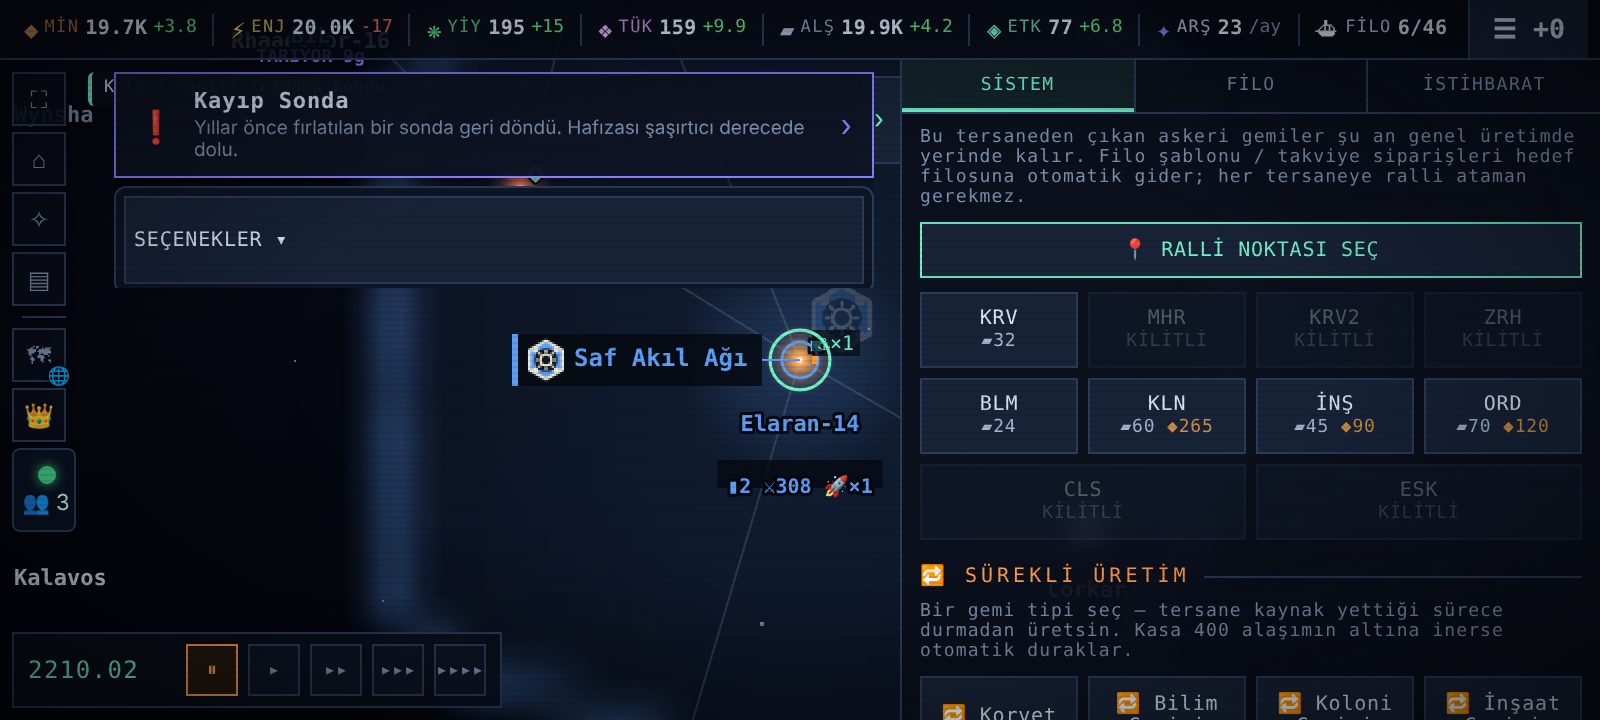 ◆ MİN 19.7K +3.8 ⚡ ENJ 20.0K -17 ❋ YİY 195 +15 ❖ TÜK 159 +9.9 ▰ ALŞ 19.9K +4.2 ◈ ETK 77 +6.8 ✦ ARŞ 23 /ay FİLO 6/46 ☰ +0
TARIYOR 9g
Kayıp Sonda
Yıllar önce fırlatılan bir sonda geri döndü. Hafızası şaşırtıcı derecede
dolu.
SEÇENEKLER ▾
×1
Saf Akıl Ağı
Elaran-14
2 ⚔308 🚀×1
👥 3
Kalavos
2210.02
SİSTEM
FİLO
İSTİHBARAT
Bu tersaneden çıkan askeri gemiler şu an genel üretimde
yerinde kalır. Filo şablonu / takviye siparişleri hedef
filosuna otomatik gider; her tersaneye ralli ataman
gerekmez.
📍 RALLİ NOKTASI SEÇ
KRV
▰32
MHR
KİLİTLİ
KRV2
KİLİTLİ
ZRH
KİLİTLİ
BLM
▰24
KLN
▰60 ◆265
İNŞ
▰45 ◆90
ORD
▰70 ◆120
CLS
KİLİTLİ
ESK
KİLİTLİ
🔁 SÜREKLİ ÜRETİM
Bir gemi tipi seç — tersane kaynak yettiği sürece
durmadan üretsin. Kasa 400 alaşımın altına inerse
otomatik duraklar.
🔁 Korvet
🔁 Bilim
🔁 Koloni
🔁 İnşaat